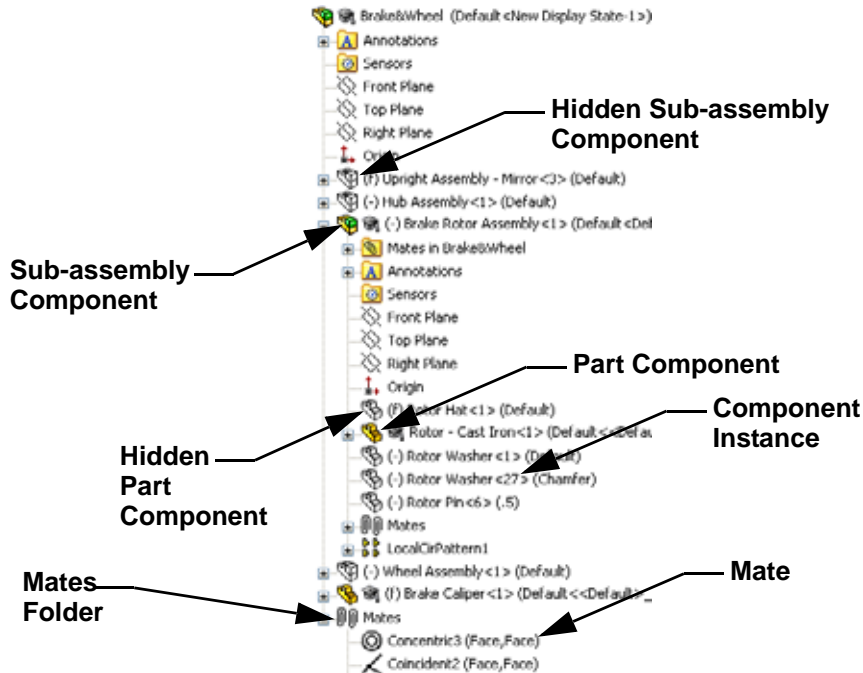 Brake&Wheel (Default<New Display State-1>)
Annotations
Sensors
Front Plane
Top Plane
Right Plane
Hidden Sub-assembly
Component
Origin
(f) Upright Assembly - Mirror<3> (Default)
(-) Hub Assembly<1> (Default)
(-) Brake Rotor Assembly<1> (Default<Def
Mates in Brake&Wheel
Sub-assembly
Component
Annotations
Sensors
Front Plane
Top Plane
Right Plane
Part Component
Origin
(f) Rotor Hat<1> (Default)
Component
Instance
Rotor - Cast Iron<1> (Default<<Defau
Hidden
Part
Component
(-) Rotor Washer<1> (Default)
(-) Rotor Washer<27> (Chamfer)
(-) Rotor Pin<6> (.5)
Mates
LocalCirPattern1
(-) Wheel Assembly<1> (Default)
Mate
Mates
Folder
(f) Brake Caliper<1> (Default<<Default>_
Mates
Concentric3 (Face,Face)
Coincident2 (Face,Face)